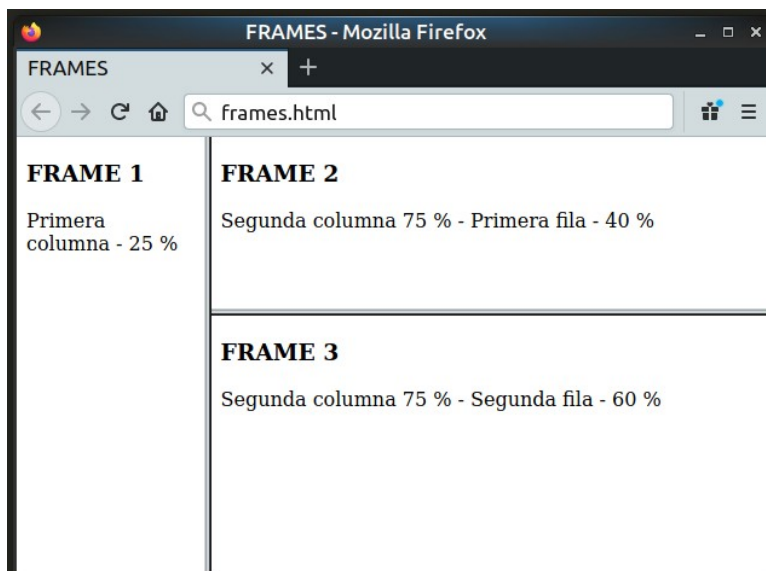 FRAMES - Mozilla Firefox
FRAMES
frames.html
FRAME 1
Primera
columna - 25 %
FRAME 2
Segunda columna 75 % - Primera fila - 40 %
FRAME 3
Segunda columna 75 % - Segunda fila - 60 %